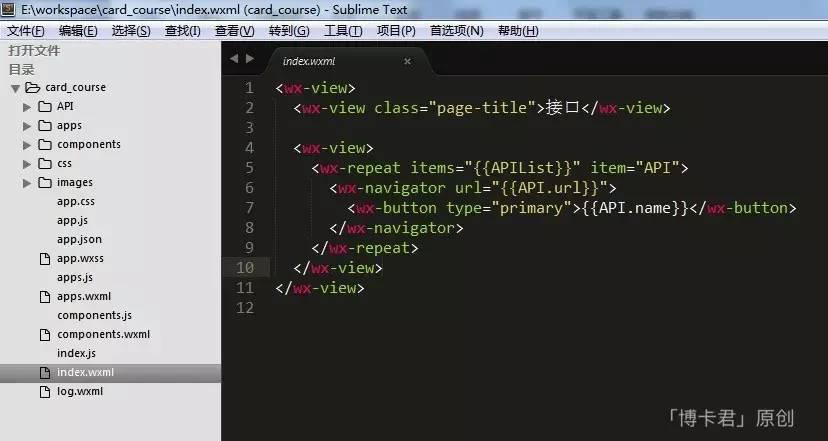 E:\workspace\card_course\index.wxml (card_course) - Sublime Text
文件(F) 编辑(E) 选择(S) 查找(I) 查看(V) 转到(G) 工具(T) 项目(P) 首选项(N) 帮助(H)
打开文件
目录
card_course
API
apps
components
css
images
app.css
app.js
app.json
app.wxss
apps.js
apps.wxml
components.js
components.wxml
index.js
index.wxml
log.wxml
index.wxml ×
1 <wx-view>
2 <wx-view class="page-title">接口</wx-view>
3
4 <wx-view>
5 <wx-repeat items="{{APIList}}" item="API">
6 <wx-navigator url="{{API.url}}">
7 <wx-button type="primary">{{API.name}}</wx-button>
8 </wx-navigator>
9 </wx-repeat>
10 </wx-view>
11 </wx-view>
12
「博卡君」原创